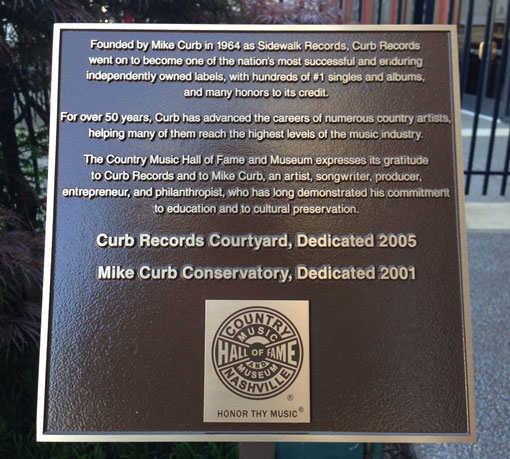 Founded by Mike Curb in 1964 as Sidewalk Records, Curb Records
went on to become one of the nation's most successful and enduring
independently owned labels, with hundreds of #1 singles and albums,
and many honors to its credit.
For over 50 years, Curb has advanced the careers of numerous country artists,
helping many of them reach the highest levels of the music industry.
The Country Music Hall of Fame and Museum expresses its gratitude
to Curb Records and to Mike Curb, an artist, songwriter, producer,
entrepreneur, and philanthropist, who has long demonstrated his commitment
to education and to cultural preservation.
Curb Records Courtyard, Dedicated 2005
Mike Curb Conservatory, Dedicated 2001
COUNTRY
MUSIC
HALL OF FAME
AND
MUSEUM
NASHVILLE
®
HONOR THY MUSIC®